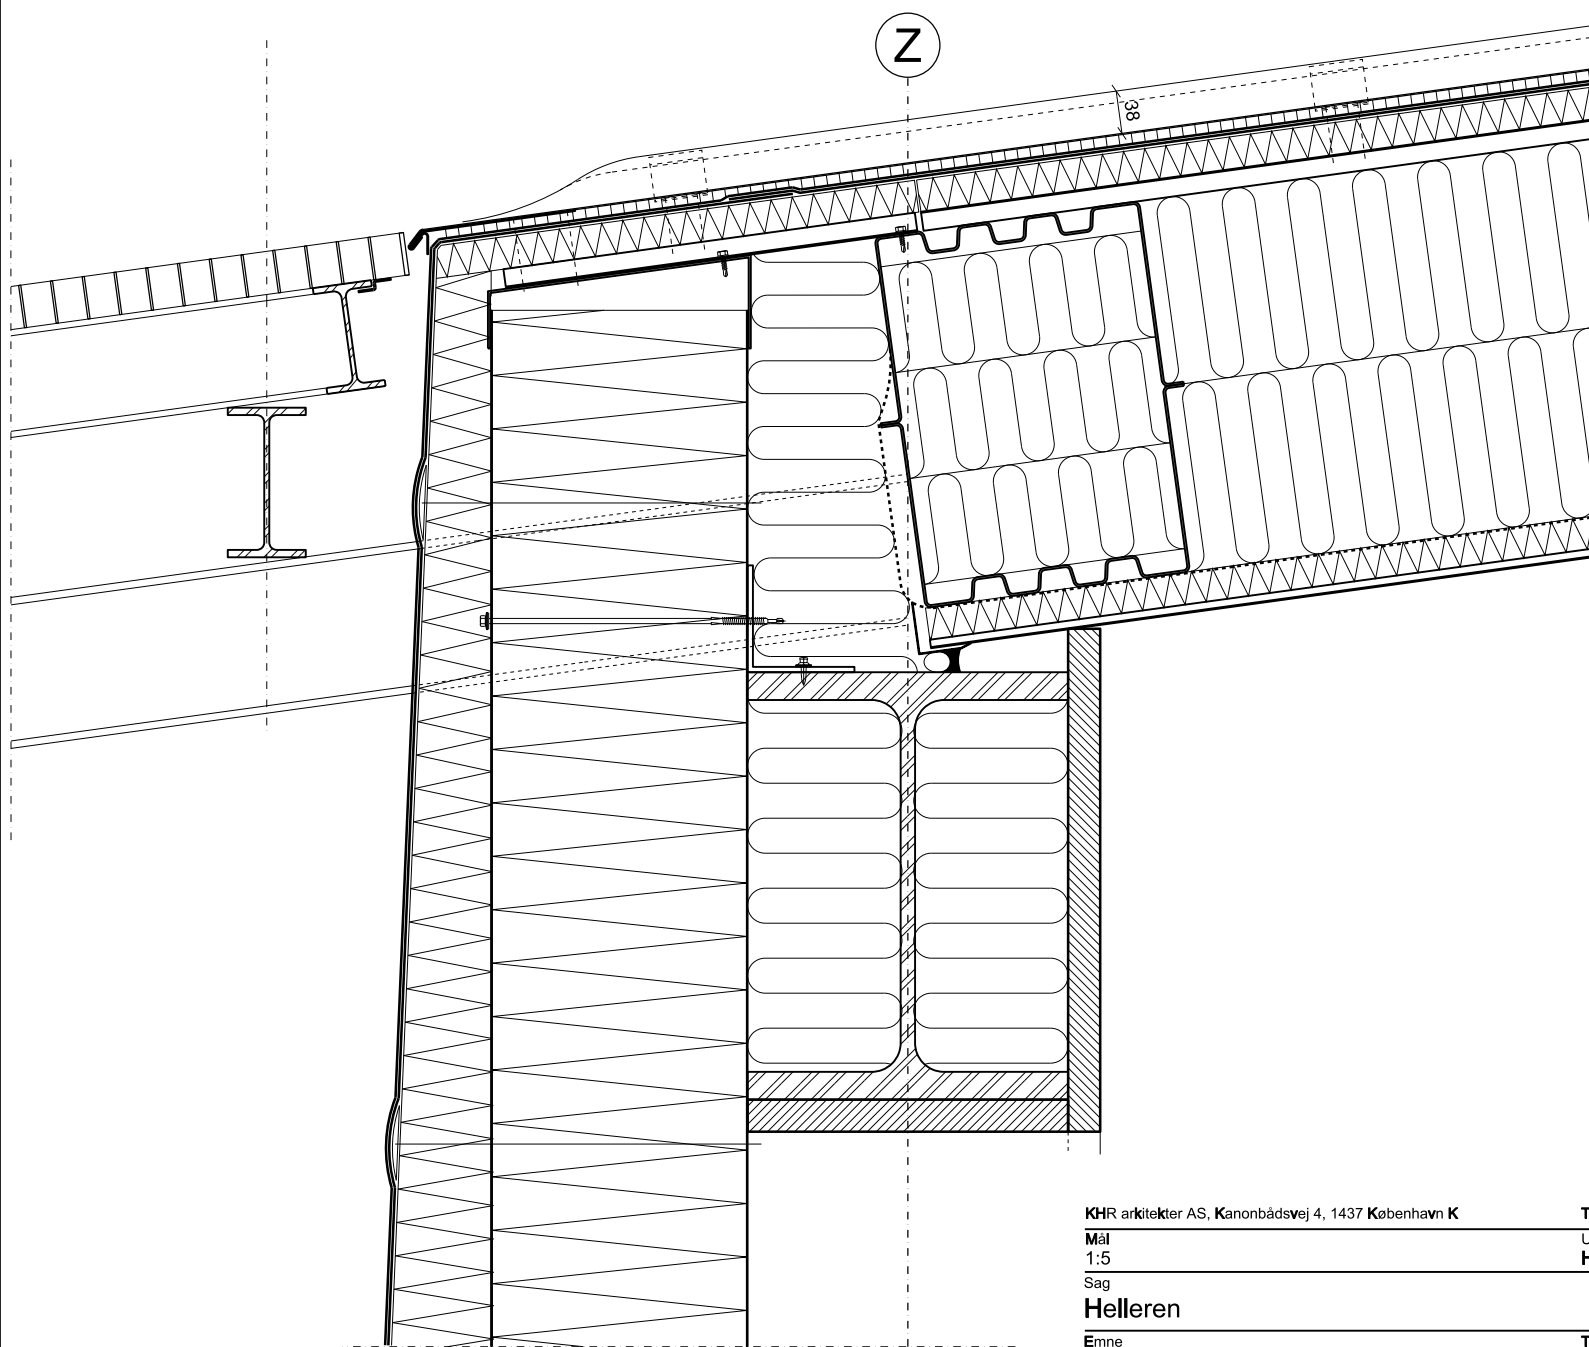 Z
38
KHR arkitekter AS, Kanonbådsvej 4, 1437 København K
Mål
1:5
Sag
Helleren
Emne